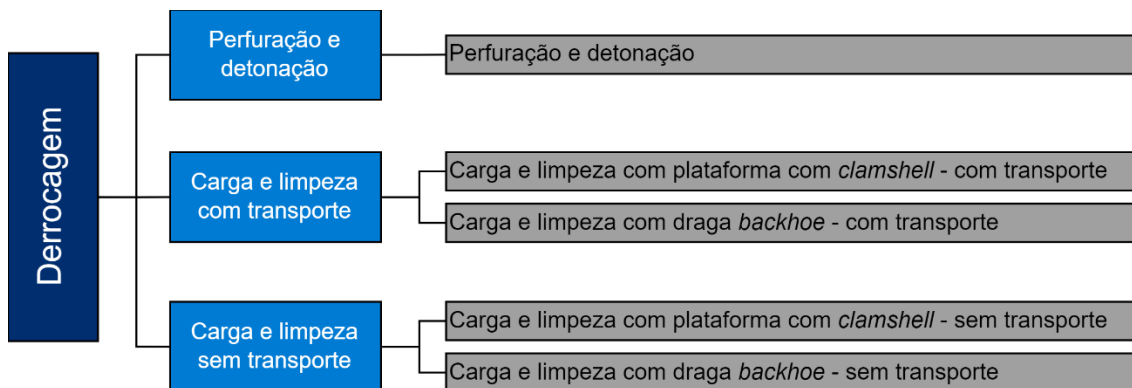 Derrocagem
Perfuração e
detonação
Perfuração e detonação
Carga e limpeza
com transporte
Carga e limpeza com plataforma com clamshell - com transporte
Carga e limpeza com draga backhoe - com transporte
Carga e limpeza
sem transporte
Carga e limpeza com plataforma com clamshell - sem transporte
Carga e limpeza com draga backhoe - sem transporte